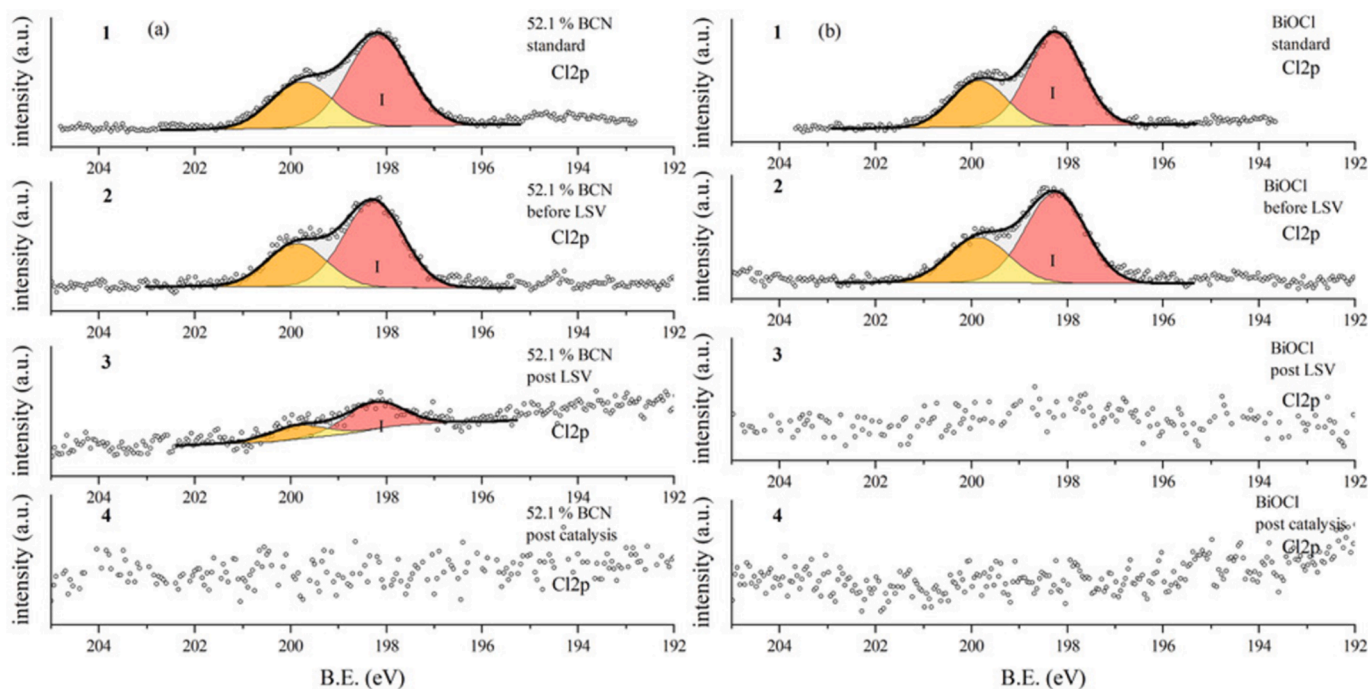 1 (a) 52.1 % BCN
standard
Cl2p
I
intensity (a.u.)
204 202 200 198 196 194 192
2 52.1 % BCN
before LSV
Cl2p
I
intensity (a.u.)
204 202 200 198 196 194 192
3 52.1 % BCN
post LSV
Cl2p
I
intensity (a.u.)
204 202 200 198 196 194 192
4 52.1 % BCN
post catalysis
Cl2p
intensity (a.u.)
204 202 200 198 196 194 192
B.E. (eV)
1 (b) BiOCl
standard
Cl2p
I
intensity (a.u.)
204 202 200 198 196 194 192
2 BiOCl
before LSV
Cl2p
I
intensity (a.u.)
204 202 200 198 196 194 192
3 BiOCl
post LSV
Cl2p
intensity (a.u.)
204 202 200 198 196 194 192
4 BiOCl
post catalysis
Cl2p
intensity (a.u.)
204 202 200 198 196 194 192
B.E. (eV)